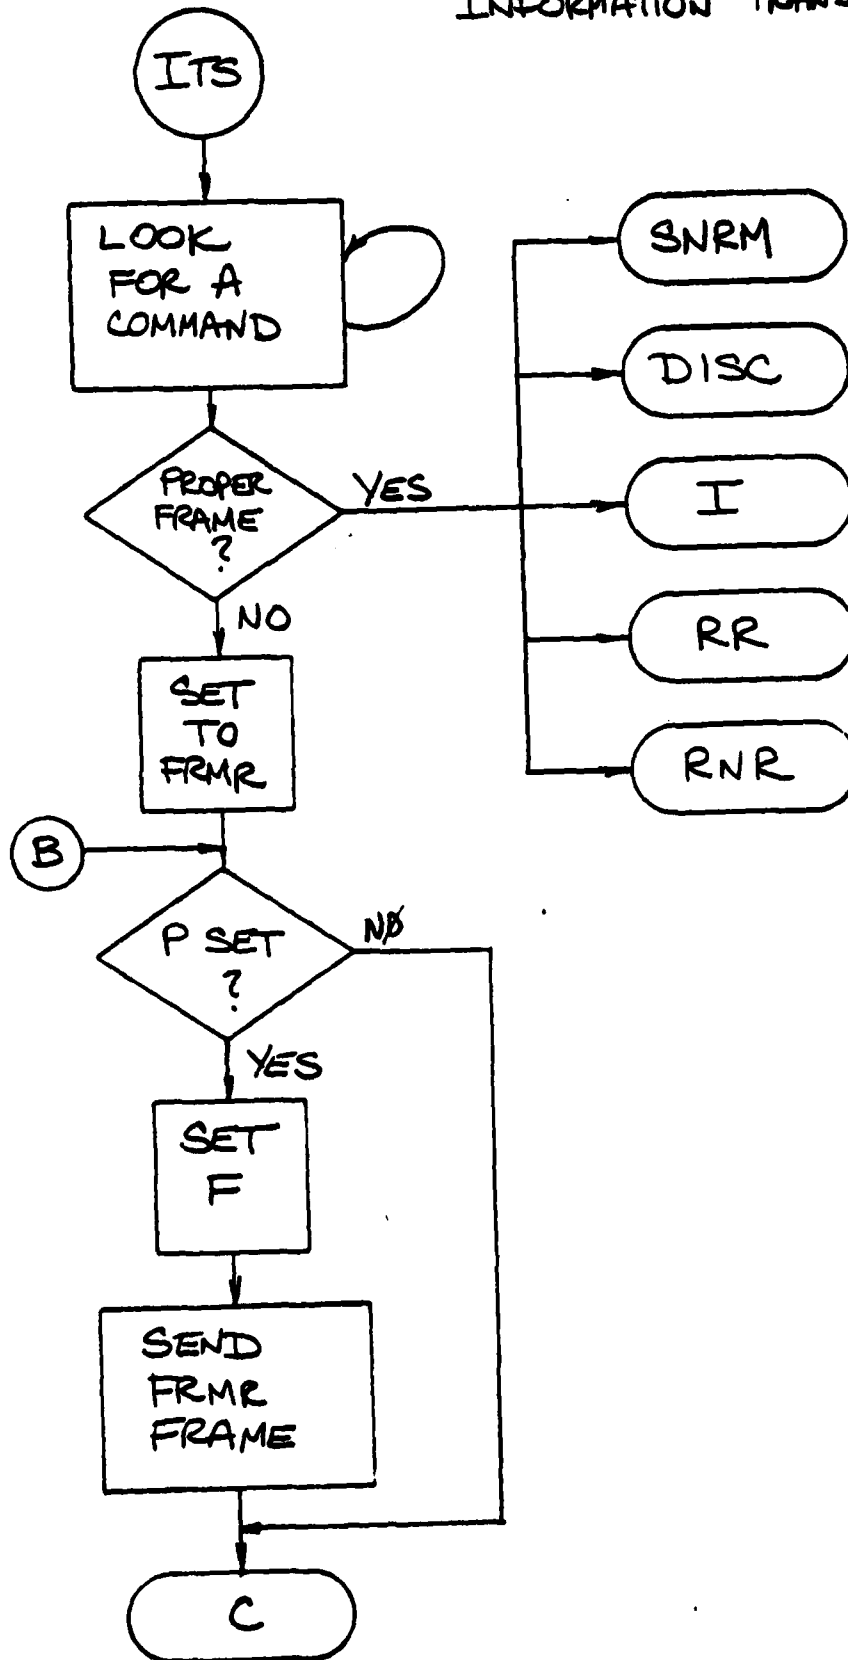 INFORMATION
ITS
LOOK
FOR A
COMMAND
SNRM
DISC
PROPER
FRAME
?
YES
I
NO
RR
SET
TO
FRMR
RNR
B
P SET
?
NØ
YES
SET
F
SEND
FRMR
FRAME
C